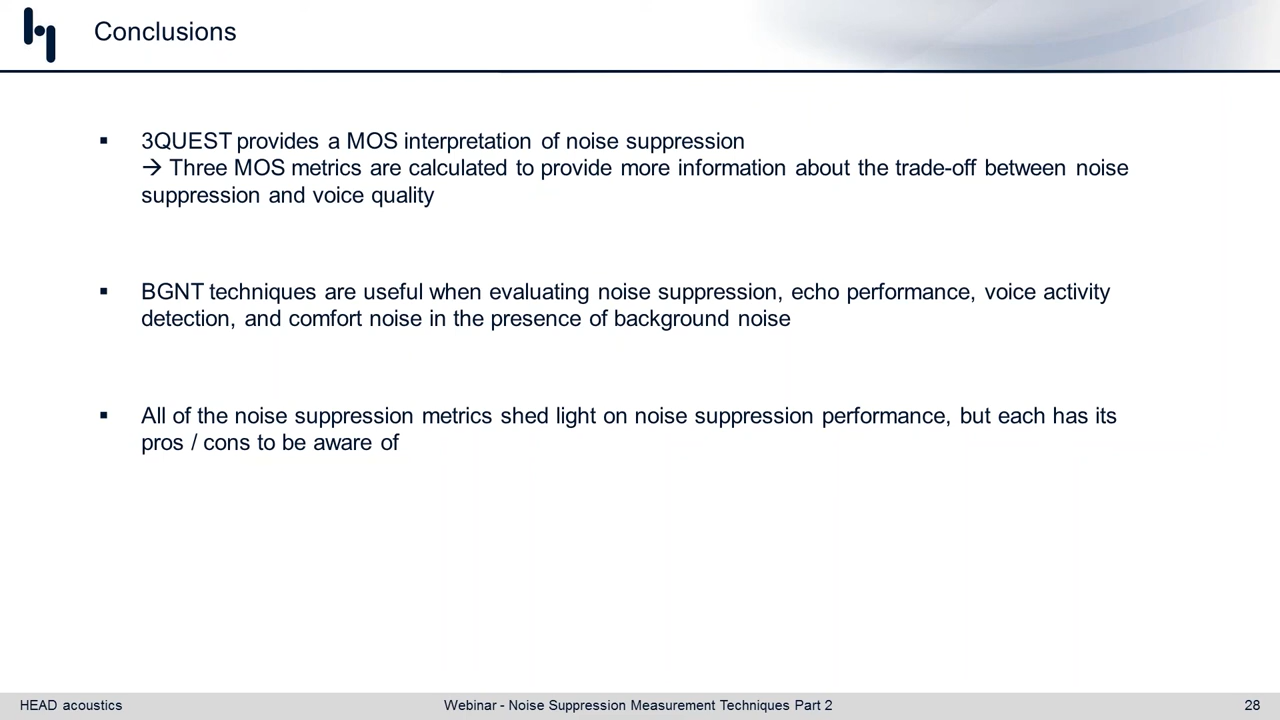 Conclusions
▪ 3QUEST provides a MOS interpretation of noise suppression
→ Three MOS metrics are calculated to provide more information about the trade-off between noise
suppression and voice quality
▪ BGNT techniques are useful when evaluating noise suppression, echo performance, voice activity
detection, and comfort noise in the presence of background noise
▪ All of the noise suppression metrics shed light on noise suppression performance, but each has its
pros / cons to be aware of
HEAD acoustics
Webinar - Noise Suppression Measurement Techniques Part 2
28